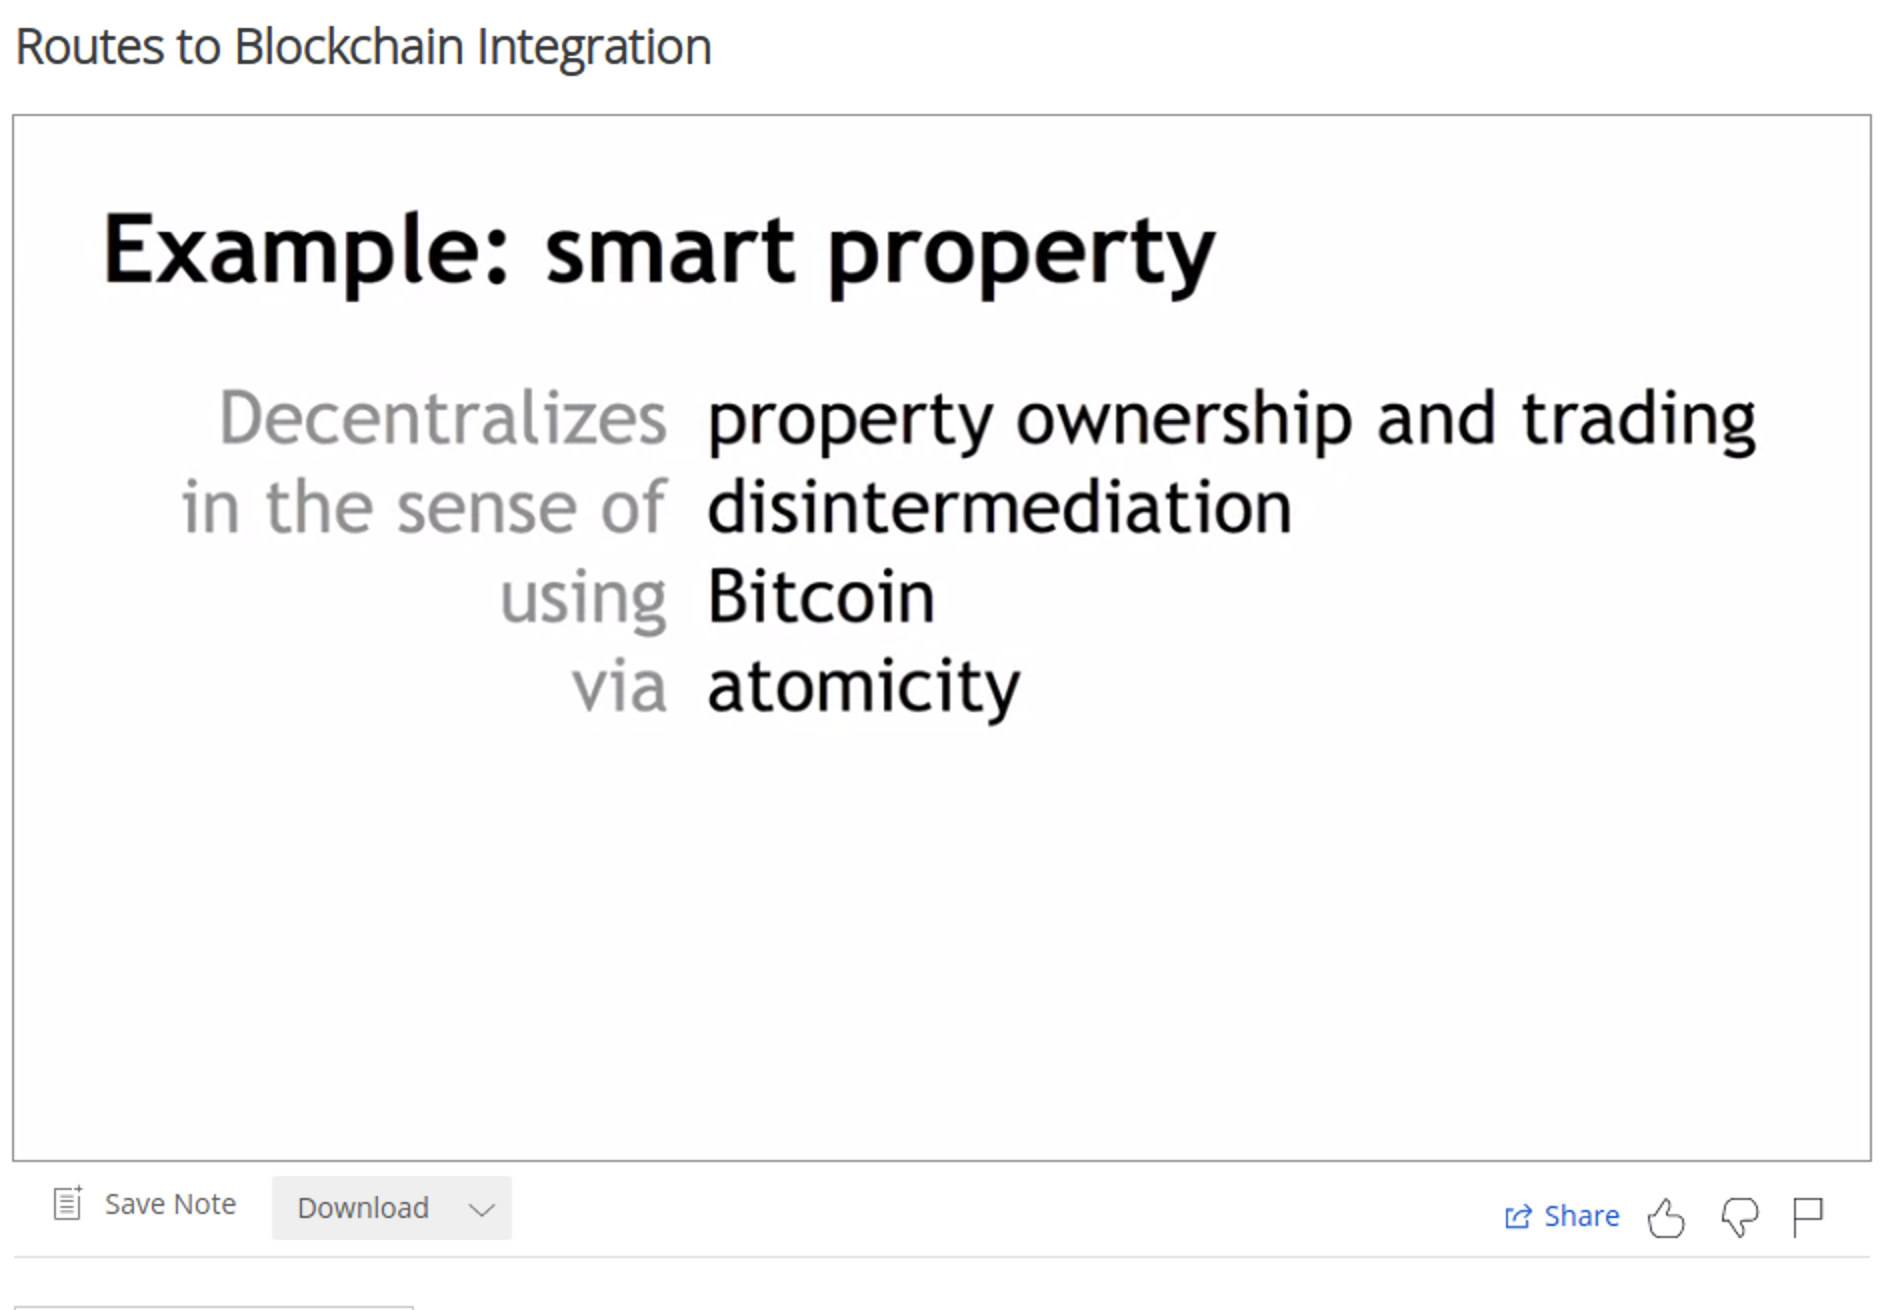 Routes to Blockchain Integration
Example: smart property
Decentralizes property ownership and trading
in the sense of disintermediation
using Bitcoin
via atomicity
Save Note
Download
Share